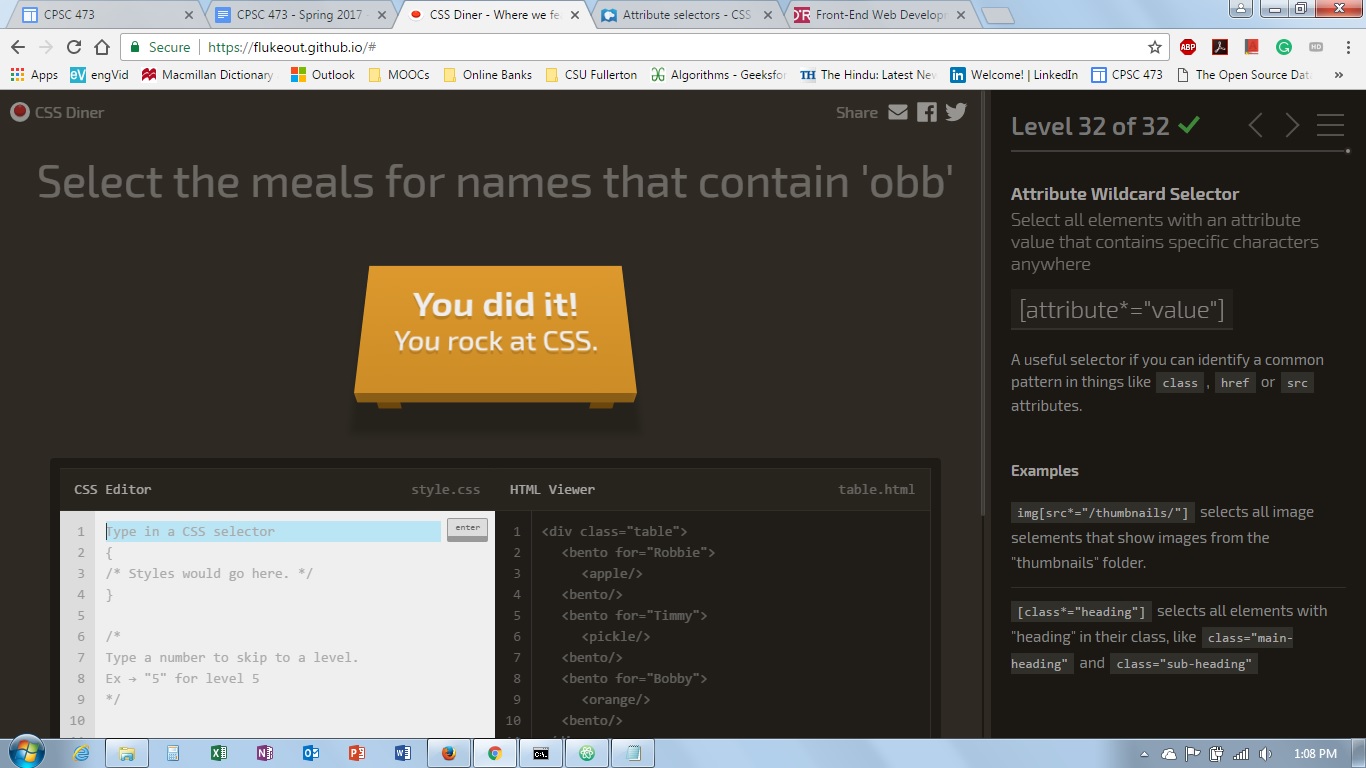 CPSC 473
CPSC 473 - Spring 2017 -
CSS Diner - Where we fe
Attribute selectors - CSS
Front-End Web Develop
Secure
https://flukeout.github.io/#
ABP
HD
Apps
eV engVid
Macmillan Dictionary
Outlook
MOOCs
Online Banks
CSU Fullerton
Algorithms - Geeksfor
TH The Hindu: Latest New
in Welcome! | LinkedIn
CPSC 473
The Open Source Dat
»
CSS Diner
Share
Select the meals for names that contain 'obb'
You did it!
You rock at CSS.
CSS Editor
style.css
HTML Viewer
table.html
1 Type in a CSS selector
enter
2 {
3 /* Styles would go here. */
4 }
5
6 /*
7 Type a number to skip to a level.
8 Ex → "5" for level 5
9 */
10
1 <div class="table">
2 <bento for="Robbie">
3 <apple/>
4 <bento/>
5 <bento for="Timmy">
6 <pickle/>
7 <bento/>
8 <bento for="Bobby">
9 <orange/>
10 <bento/>
Level 32 of 32
Attribute Wildcard Selector
Select all elements with an attribute
value that contains specific characters
anywhere
[attribute*="value"]
A useful selector if you can identify a common
pattern in things like class , href or src
attributes.
Examples
img[src*="/thumbnails/"] selects all image
selements that show images from the
"thumbnails" folder.
[class*="heading"] selects all elements with
"heading" in their class, like class="main-
heading" and class="sub-heading"
1:08 PM